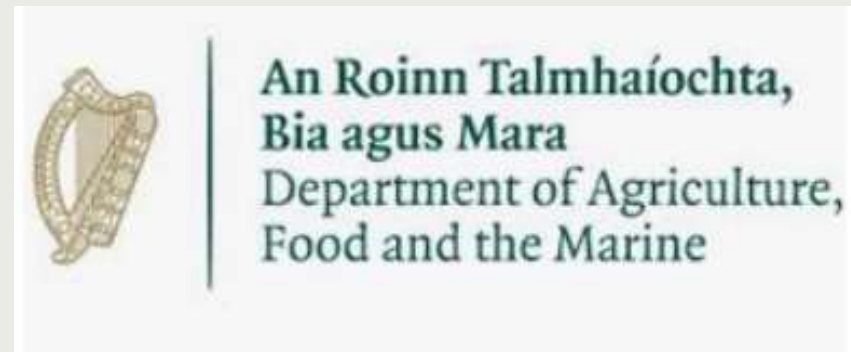 An Roinn Talmhaíochta,
Bia agus Mara
Department of Agriculture,
Food and the Marine